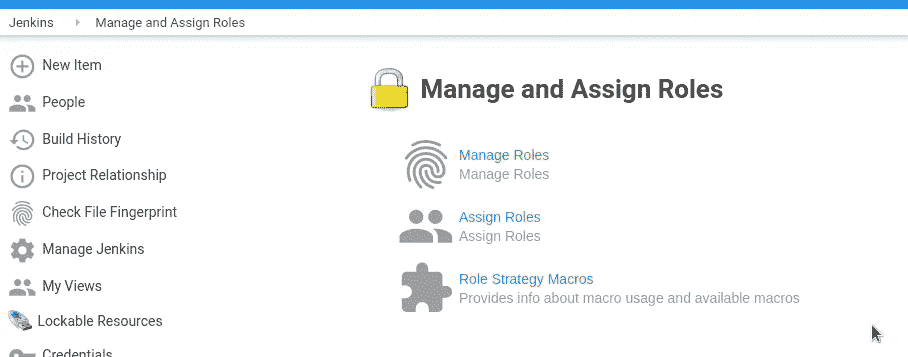 Jenkins Manage and Assign Roles
New Item
People
Build History
Project Relationship
Check File Fingerprint
Manage Jenkins
My Views
Lockable Resources
Credentials
Manage and Assign Roles
Manage Roles
Manage Roles
Assign Roles
Assign Roles
Role Strategy Macros
Provides info about macro usage and available macros